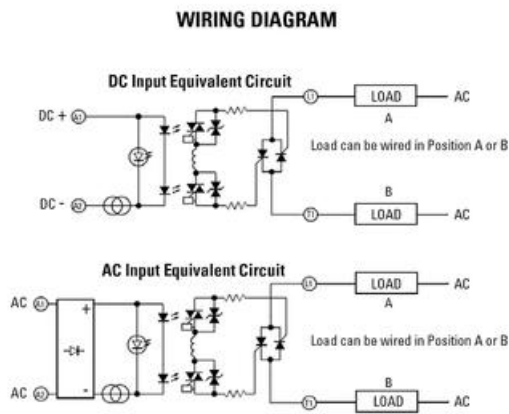 WIRING DIAGRAM
DC Input Equivalent Circuit
DC + A1
L1 LOAD AC
A
Load can be wired in Position A or B
B
DC - A2
T1 LOAD AC
AC Input Equivalent Circuit
AC A1
L1 LOAD AC
A
+
Load can be wired in Position A or B
-
B
AC A2
T1 LOAD AC